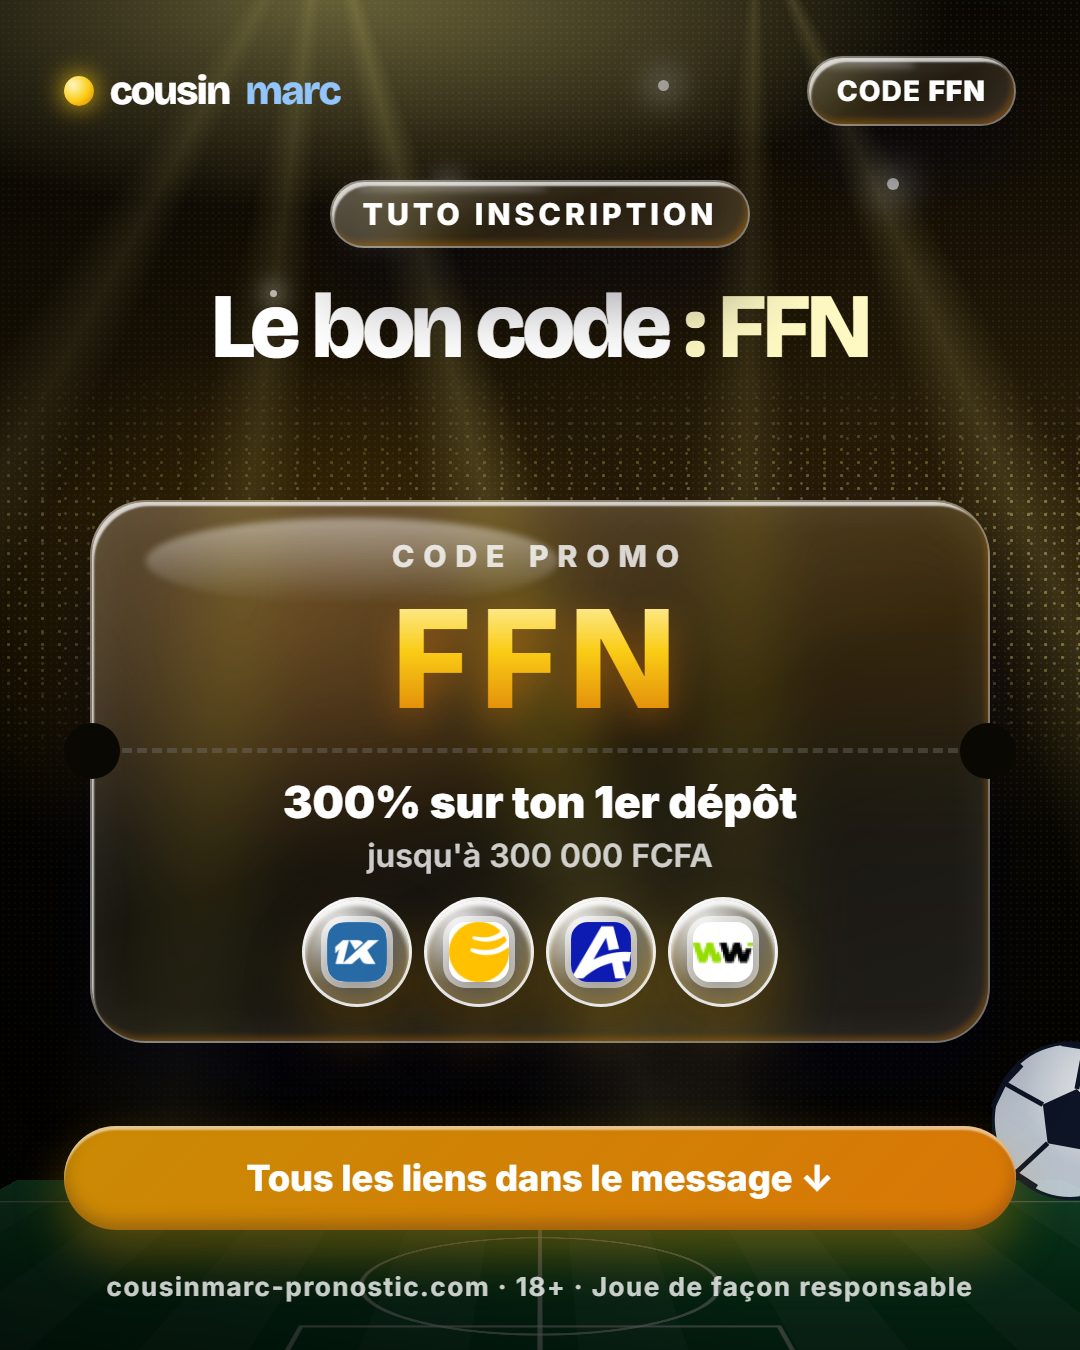 cousin marc
CODE FFN
TUTO INSCRIPTION
Le bon code : FFN
CODE PROMO
FFN
300% sur ton 1er dépôt
jusqu'à 300 000 FCFA
1X
A
WW
Tous les liens dans le message ↓
cousinmarc-pronostic.com · 18+ · Joue de façon responsable